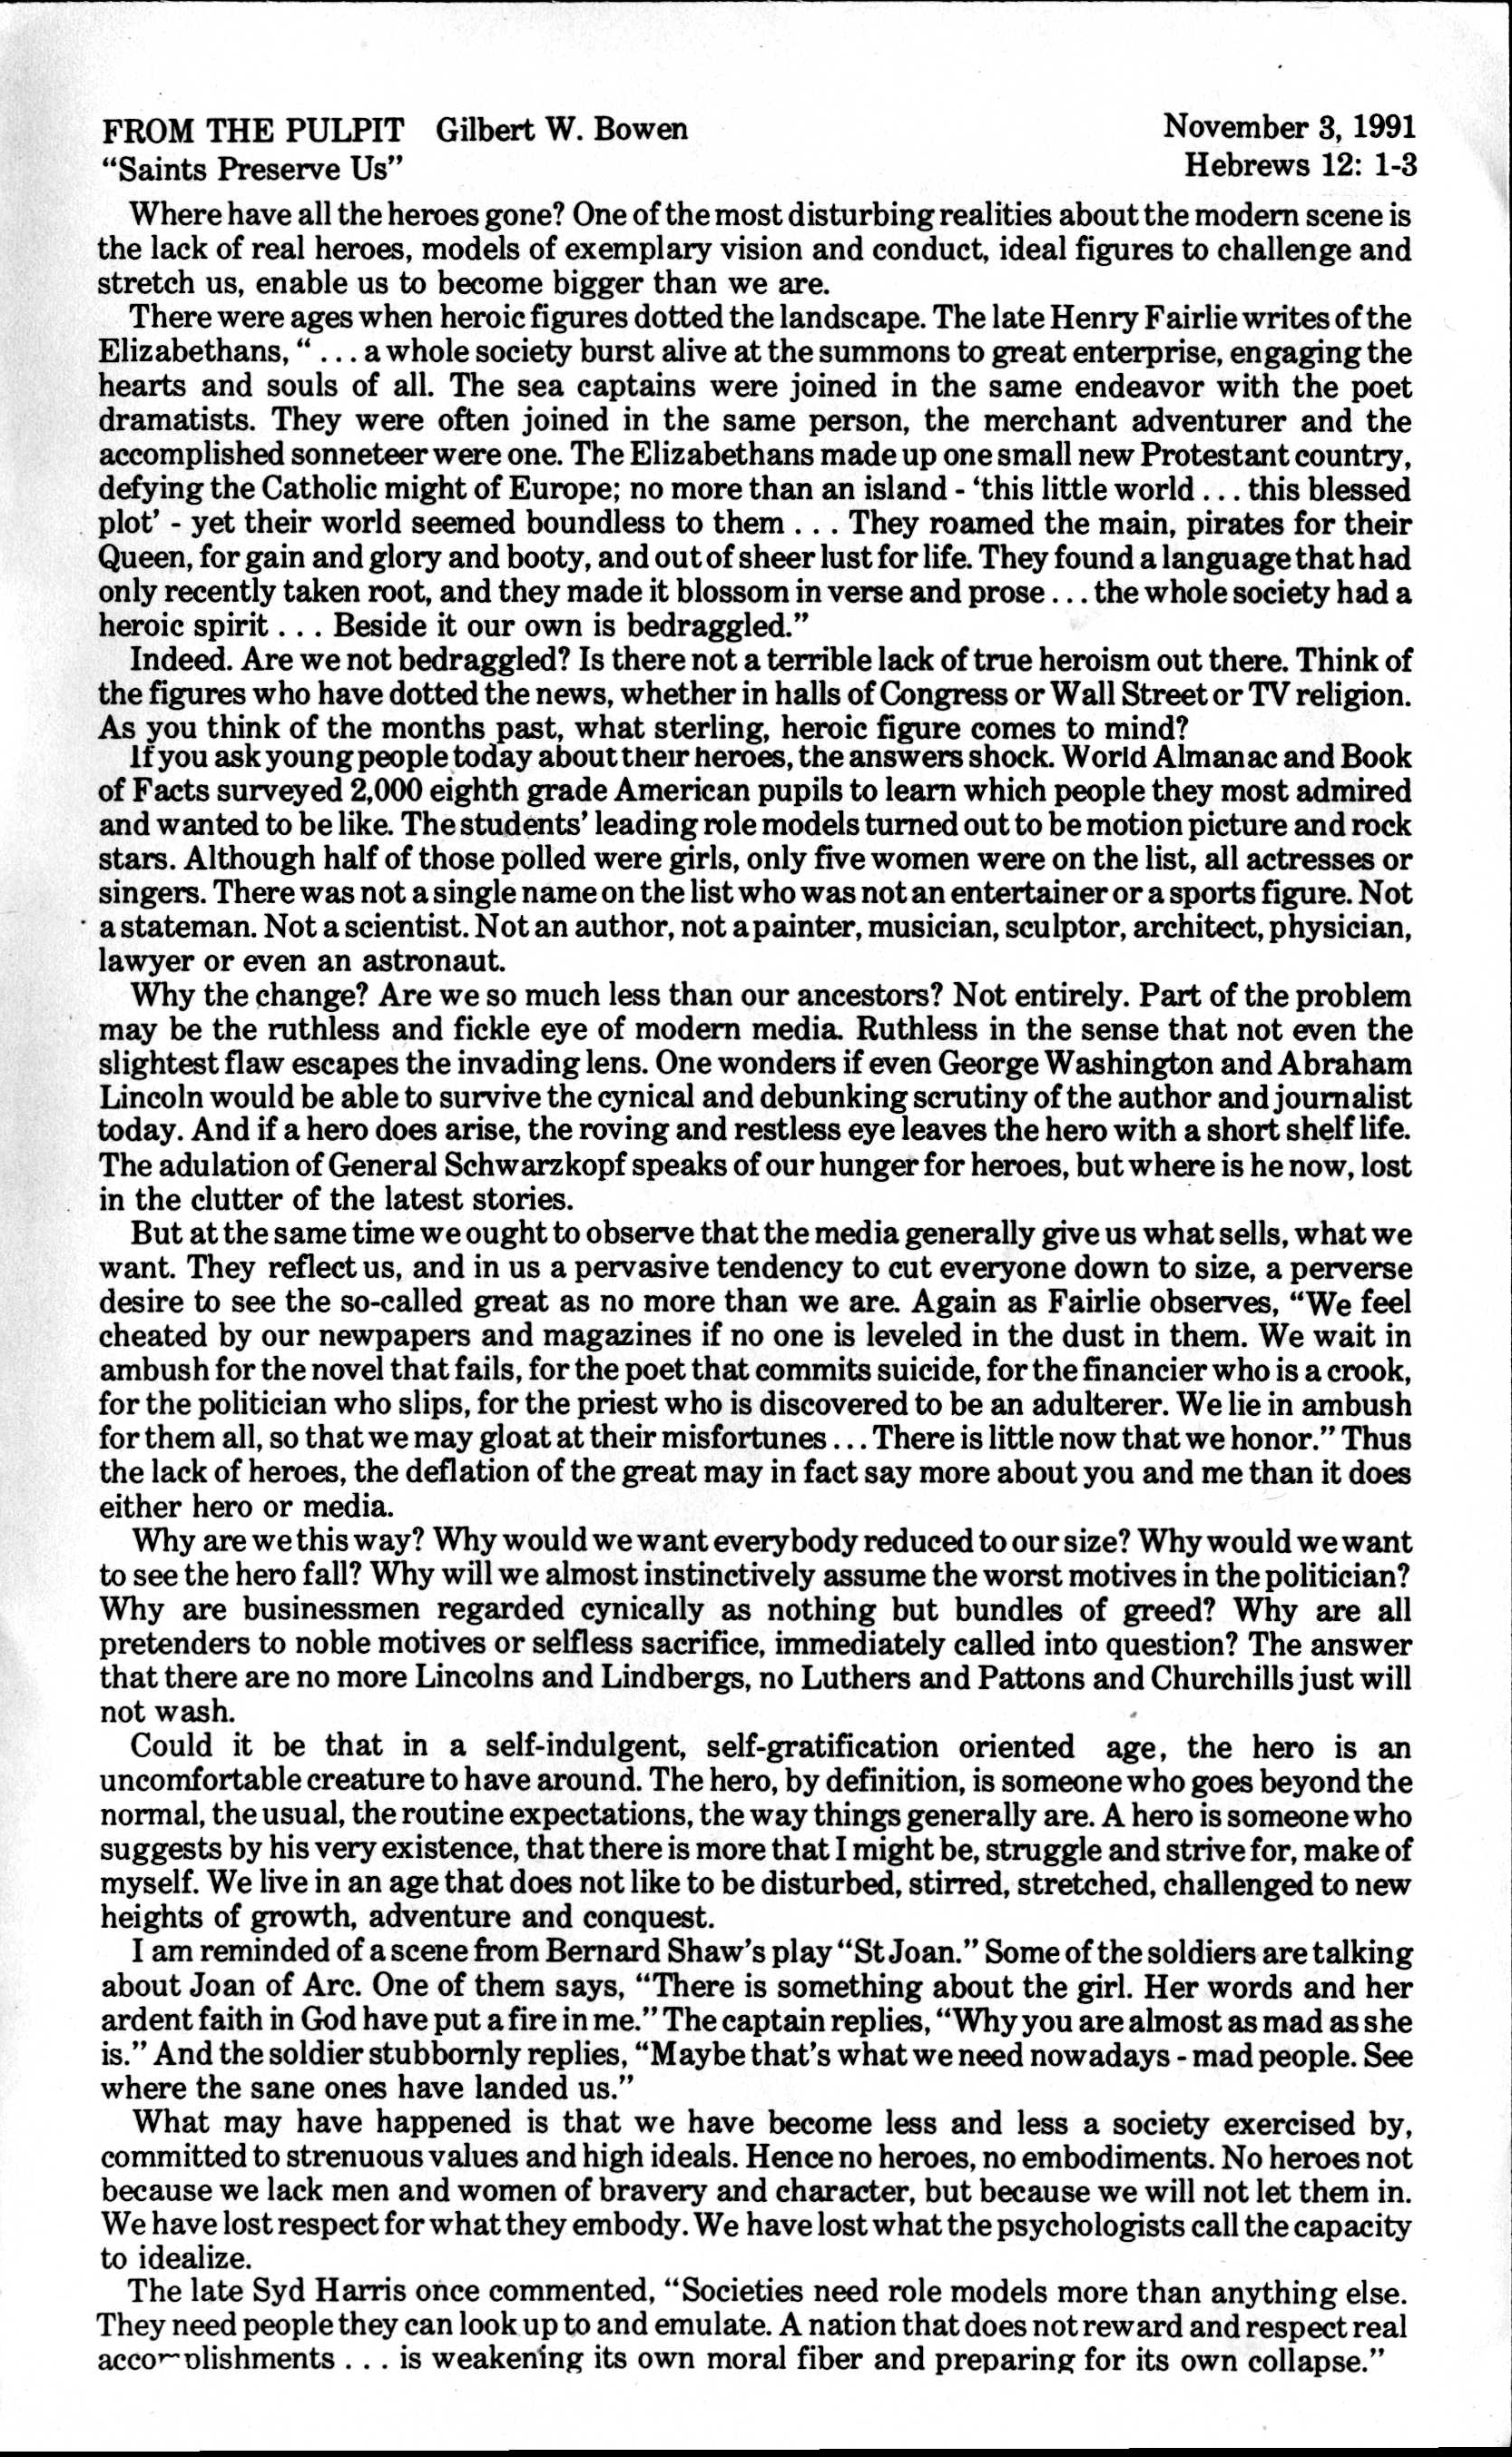 FROM THE PULPIT Gilbert W. Bowen November 3, 1991
“Saints Preserve Us” Hebrews 12: 1-3
Where have all the heroes gone? One of the most disturbing realities about the modern scene is
the lack of real heroes, models of exemplary vision and conduct, ideal figures to challenge and
stretch us, enable us to become bigger than we are.
There were ages when heroic figures dotted the landscape. The late Henry Fairlie writes of the
Elizabethans, “ . . . a whole society burst alive at the summons to great enterprise, engaging the
hearts and souls of all. The sea captains were joined in the same endeavor with the poet
dramatists. They were often joined in the same person, the merchant adventurer and the
accomplished sonneteer were one. The Elizabethans made up one small new Protestant country,
defying the Catholic might of Europe; no more than an island - ‘this little world . . . this blessed
plot’ - yet their world seemed boundless to them . . . They roamed the main, pirates for their
Queen, for gain and glory and booty, and out of sheer lust for life. They found a language that had
only recently taken root, and they made it blossom in verse and prose . . . the whole society had a
heroic spirit . . . Beside it our own is bedraggled.”
Indeed. Are we not bedraggled? Is there not a terrible lack of true heroism out there. Think of
the figures who have dotted the news, whether in halls of Congress or Wall Street or TV religion.
As you think of the months past, what sterling, heroic figure comes to mind?
If you ask young people today about their heroes, the answers shock. World Almanac and Book
of Facts surveyed 2,000 eighth grade American pupils to learn which people they most admired
and wanted to be like. The students’ leading role models turned out to be motion picture and rock
stars. Although half of those polled were girls, only five women were on the list, all actresses or
singers. There was not a single name on the list who was not an entertainer or a sports figure. Not
a stateman. Not a scientist. Not an author, not a painter, musician, sculptor, architect, physician,
lawyer or even an astronaut.
Why the change? Are we so much less than our ancestors? Not entirely. Part of the problem
may be the ruthless and fickle eye of modern media. Ruthless in the sense that not even the
slightest flaw escapes the invading lens. One wonders if even George Washington and Abraham
Lincoln would be able to survive the cynical and debunking scrutiny of the author and journalist
today. And if a hero does arise, the roving and restless eye leaves the hero with a short shelf life.
The adulation of General Schwarzkopf speaks of our hunger for heroes, but where is he now, lost
in the clutter of the latest stories.
But at the same time we ought to observe that the media generally give us what sells, what we
want. They reflect us, and in us a pervasive tendency to cut everyone down to size, a perverse
desire to see the so-called great as no more than we are. Again as Fairlie observes, “We feel
cheated by our newpapers and magazines if no one is leveled in the dust in them. We wait in
ambush for the novel that fails, for the poet that commits suicide, for the financier who is a crook,
for the politician who slips, for the priest who is discovered to be an adulterer. We lie in ambush
for them all, so that we may gloat at their misfortunes . . . There is little now that we honor.” Thus
the lack of heroes, the deflation of the great may in fact say more about you and me than it does
either hero or media.
Why are we this way? Why would we want everybody reduced to our size? Why would we want
to see the hero fall? Why will we almost instinctively assume the worst motives in the politician?
Why are businessmen regarded cynically as nothing but bundles of greed? Why are all
pretenders to noble motives or selfless sacrifice, immediately called into question? The answer
that there are no more Lincolns and Lindbergs, no Luthers and Pattons and Churchills just will
not wash.
Could it be that in a self-indulgent, self-gratification oriented age, the hero is an
uncomfortable creature to have around. The hero, by definition, is someone who goes beyond the
normal, the usual, the routine expectations, the way things generally are. A hero is someone who
suggests by his very existence, that there is more that I might be, struggle and strive for, make of
myself. We live in an age that does not like to be disturbed, stirred, stretched, challenged to new
heights of growth, adventure and conquest.
I am reminded of a scene from Bernard Shaw’s play “St Joan.” Some of the soldiers are talking
about Joan of Arc. One of them says, “There is something about the girl. Her words and her
ardent faith in God have put a fire in me.” The captain replies, “Why you are almost as mad as she
is.” And the soldier stubbornly replies, “Maybe that’s what we need nowadays - mad people. See
where the sane ones have landed us.”
What may have happened is that we have become less and less a society exercised by,
committed to strenuous values and high ideals. Hence no heroes, no embodiments. No heroes not
because we lack men and women of bravery and character, but because we will not let them in.
We have lost respect for what they embody. We have lost what the psychologists call the capacity
to idealize.
The late Syd Harris once commented, “Societies need role models more than anything else.
They need people they can look up to and emulate. A nation that does not reward and respect real
accomplishments . . . is weakening its own moral fiber and preparing for its own collapse.”